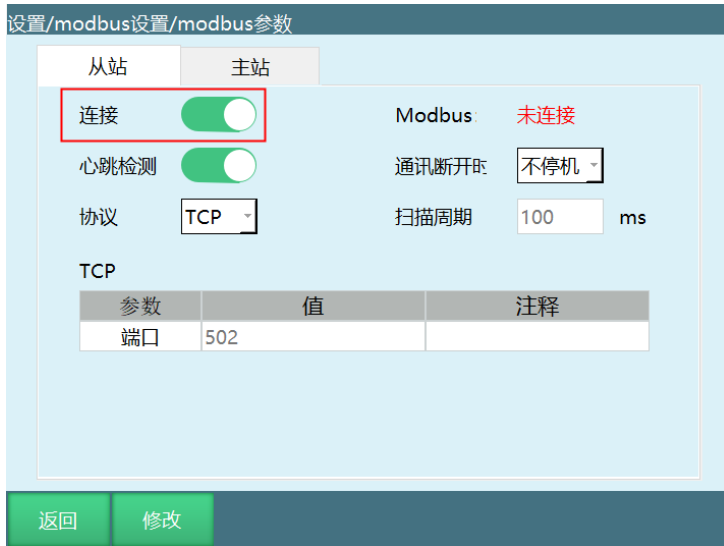 设置/modbus设置/modbus参数
从站 主站
连接 Modbus: 未连接
心跳检测 通讯断开时 不停机
协议 TCP 扫描周期 100 ms
TCP
参数 值 注释
端口 502
返回 修改